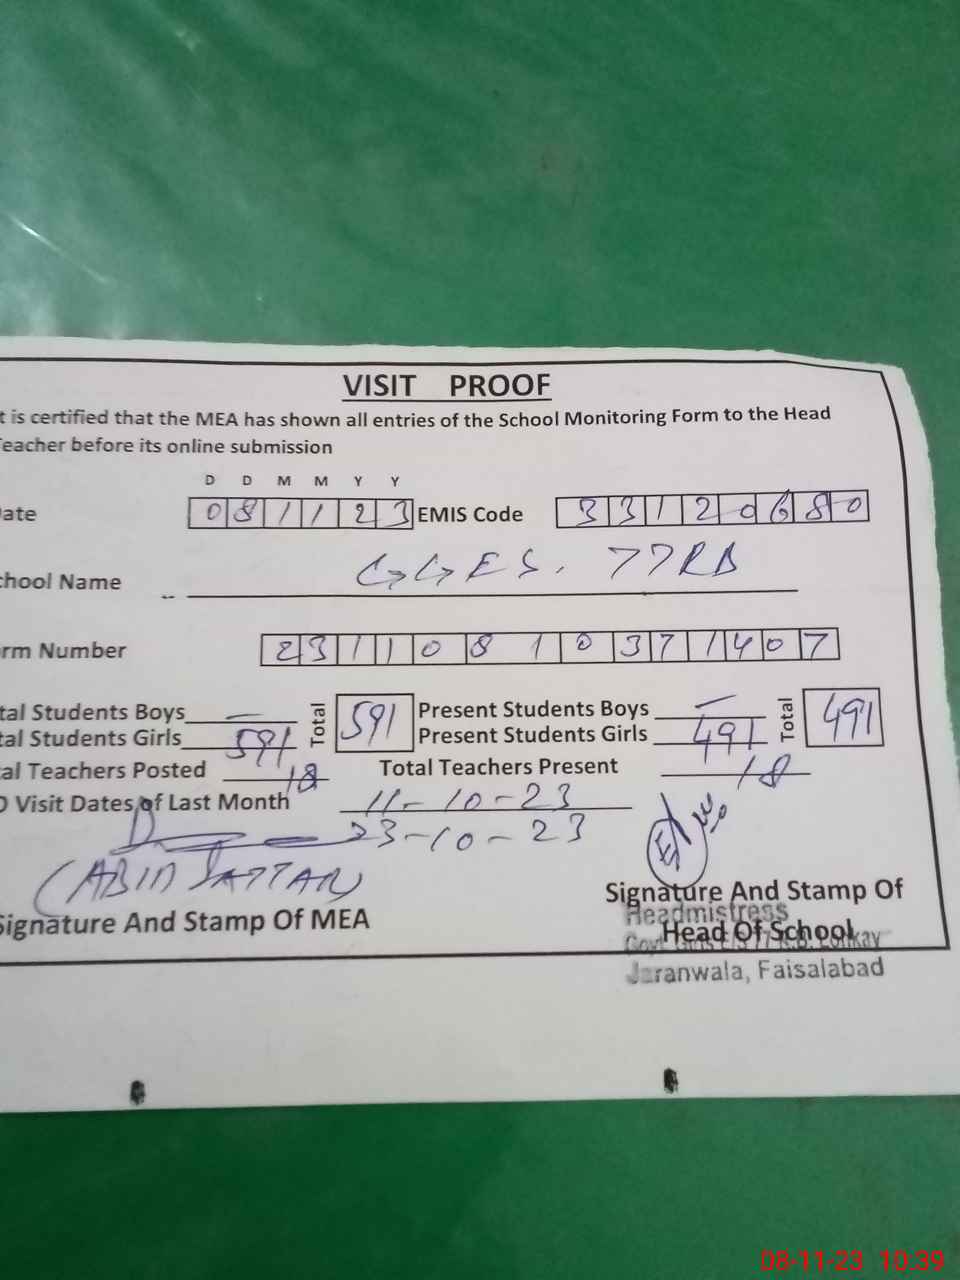 VISIT PROOF
t is certified that the MEA has shown all entries of the School Monitoring Form to the Head
Teacher before its online submission
D D M M Y Y
ate 0 8 1 1 2 3 EMIS Code 3 3 1 2 0 6 8 0
chool Name GGES. 77RB
rm Number 2 3 1 1 0 8 1 0 3 7 1 4 0 7
tal Students Boys — Total 591 Present Students Boys — Total 491
tal Students Girls 591 Present Students Girls 491
al Teachers Posted 18 Total Teachers Present 18
O Visit Dates of Last Month 11-10-23
23-10-23
(ABID SATTAR)
Signature And Stamp Of MEA
Signature And Stamp Of
Headmistress
Head Of School
Govt Girls E/S 77 R.B.
Jaranwala, Faisalabad
08-11-23 10:39